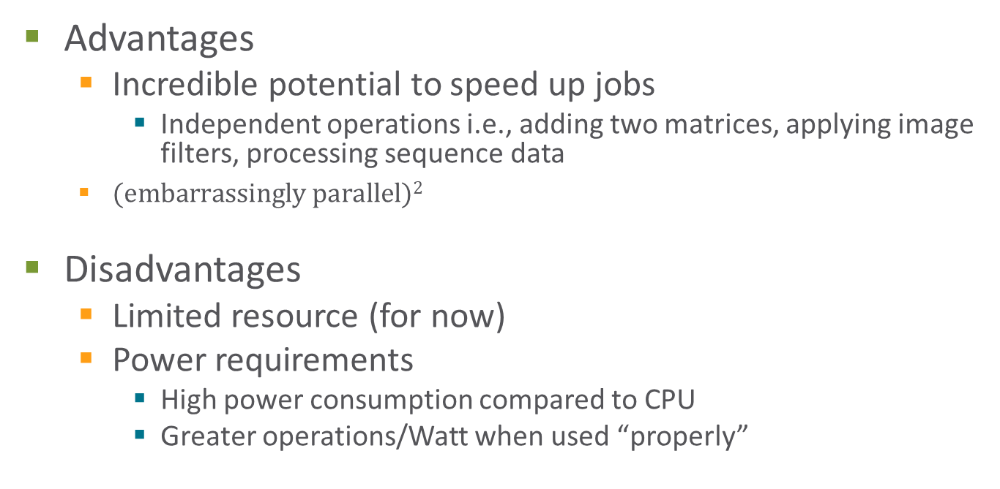 Advantages
Incredible potential to speed up jobs
Independent operations i.e., adding two matrices, applying image
filters, processing sequence data
(embarrassingly parallel)²
Disadvantages
Limited resource (for now)
Power requirements
High power consumption compared to CPU
Greater operations/Watt when used “properly”